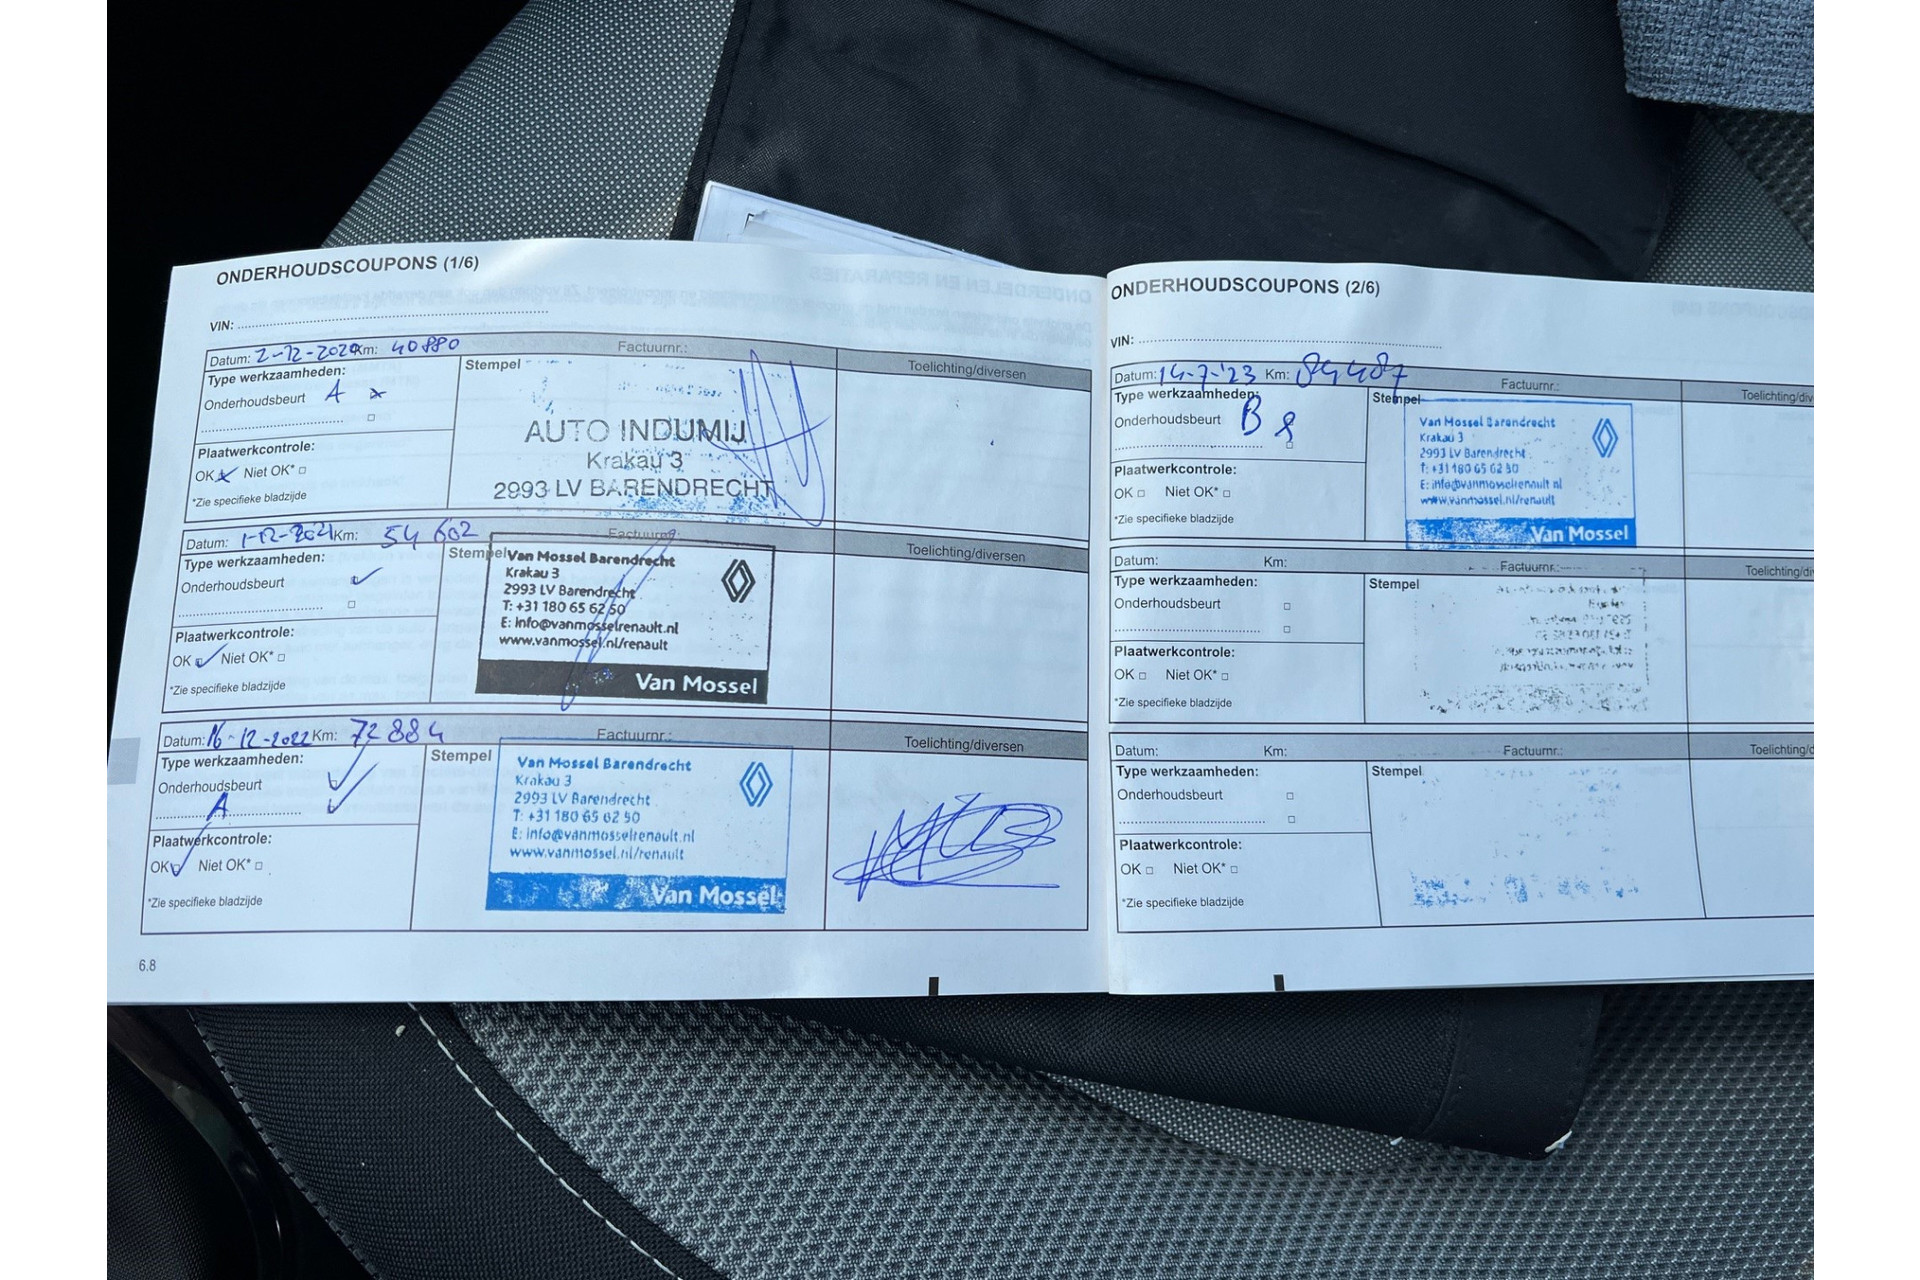 ONDERHOUDSCOUPONS (1/6)
VIN:
Datum: 2-12-2020 Km: 40880 Factuurnr.:
Type werkzaamheden:
Onderhoudsbeurt A
Plaatwerkcontrole:
OK Niet OK*
*Zie specifieke bladzijde
Stempel
AUTO INDUMIJ
Krakau 3
2993 LV BARENDRECHT
Toelichting/diversen
Datum: 1-12-2021 Km: 54 602 Factuurnr.:
Type werkzaamheden:
Onderhoudsbeurt
Plaatwerkcontrole:
OK Niet OK*
*Zie specifieke bladzijde
Stempel
Van Mossel Barendrecht
Krakau 3
2993 LV Barendrecht
T: +31 180 65 62 50
E: info@vanmosselrenault.nl
www.vanmossel.nl/renault
Van Mossel
Toelichting/diversen
Datum: 16-12-2022 Km: 72884 Factuurnr.:
Type werkzaamheden:
Onderhoudsbeurt
A
Plaatwerkcontrole:
OK Niet OK*
*Zie specifieke bladzijde
Stempel
Van Mossel Barendrecht
Krakau 3
2993 LV Barendrecht
T: +31 180 65 62 50
E: info@vanmosselrenault.nl
www.vanmossel.nl/renault
Van Mossel
Toelichting/diversen
6.8
ONDERHOUDSCOUPONS (2/6)
VIN:
Datum: 14-7-'23 Km: 84487 Factuurnr.:
Type werkzaamheden:
Onderhoudsbeurt B
Plaatwerkcontrole:
OK Niet OK*
*Zie specifieke bladzijde
Stempel
Van Mossel Barendrecht
Krakau 3
2993 LV Barendrecht
T: +31 180 65 62 50
E: info@vanmosselrenault.nl
www.vanmossel.nl/renault
Van Mossel
Toelichting/div
Datum: Km: Factuurnr.:
Type werkzaamheden:
Onderhoudsbeurt
Plaatwerkcontrole:
OK Niet OK*
*Zie specifieke bladzijde
Stempel
Toelichting/di
Datum: Km: Factuurnr.:
Type werkzaamheden:
Onderhoudsbeurt
Plaatwerkcontrole:
OK Niet OK*
*Zie specifieke bladzijde
Stempel
Toelichting/d